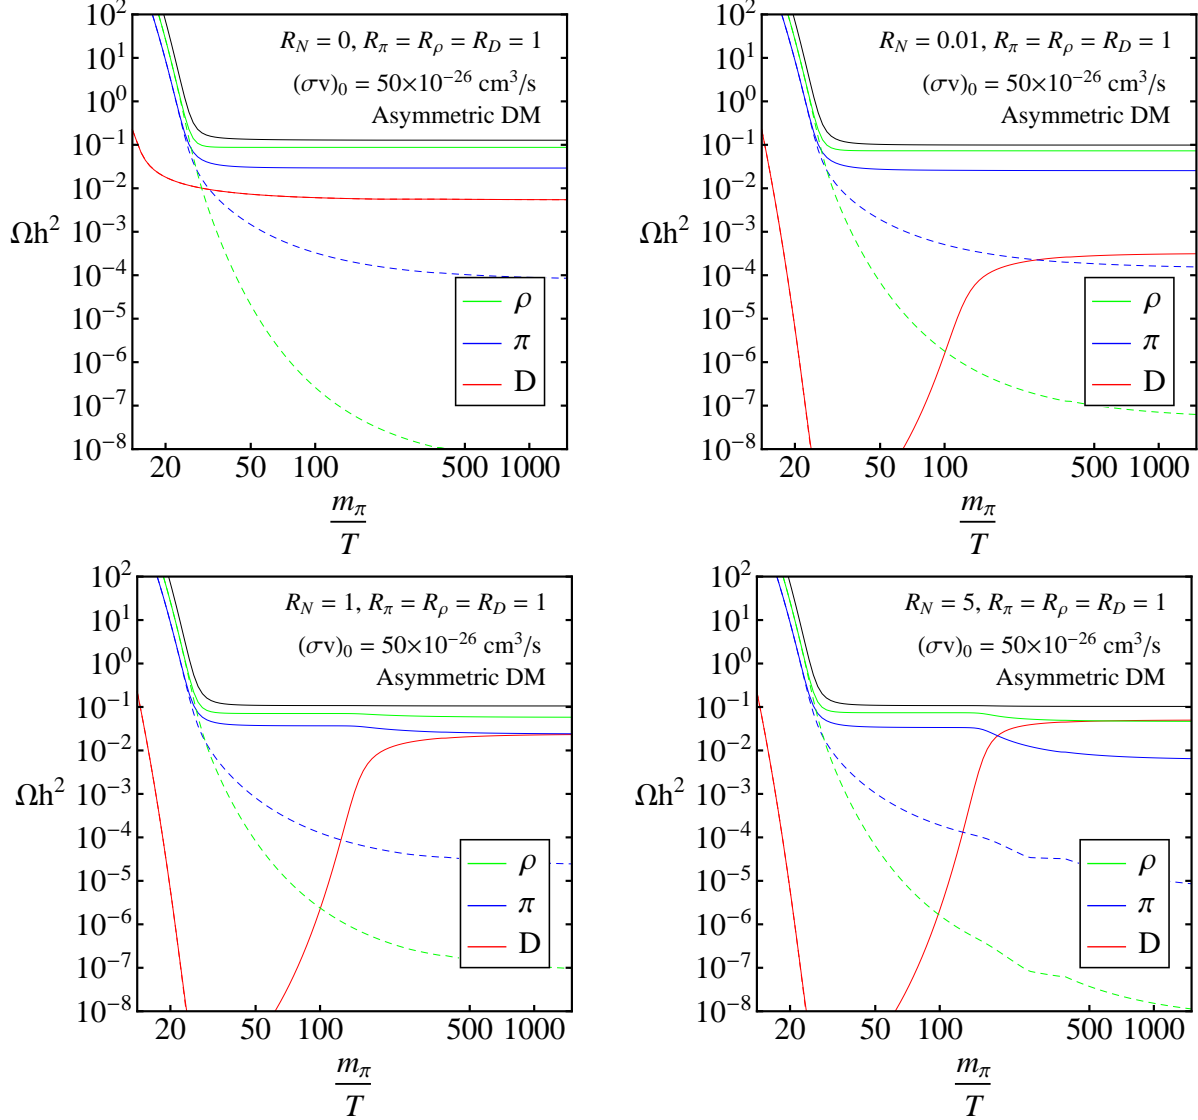 R_N = 0, R_π = R_ρ = R_D = 1
(σv)_0 = 50×10^{-26} cm^3/s
Asymmetric DM
10^2
10^1
10^0
10^{-1}
10^{-2}
10^{-3}
10^{-4}
10^{-5}
10^{-6}
10^{-7}
10^{-8}
Ωh^2
ρ
π
D
20 50 100 500 1000
m_π
T
R_N = 0.01, R_π = R_ρ = R_D = 1
(σv)_0 = 50×10^{-26} cm^3/s
Asymmetric DM
10^2
10^1
10^0
10^{-1}
10^{-2}
10^{-3}
10^{-4}
10^{-5}
10^{-6}
10^{-7}
10^{-8}
Ωh^2
ρ
π
D
20 50 100 500 1000
m_π
T
R_N = 1, R_π = R_ρ = R_D = 1
(σv)_0 = 50×10^{-26} cm^3/s
Asymmetric DM
10^2
10^1
10^0
10^{-1}
10^{-2}
10^{-3}
10^{-4}
10^{-5}
10^{-6}
10^{-7}
10^{-8}
Ωh^2
ρ
π
D
20 50 100 500 1000
m_π
T
R_N = 5, R_π = R_ρ = R_D = 1
(σv)_0 = 50×10^{-26} cm^3/s
Asymmetric DM
10^2
10^1
10^0
10^{-1}
10^{-2}
10^{-3}
10^{-4}
10^{-5}
10^{-6}
10^{-7}
10^{-8}
Ωh^2
ρ
π
D
20 50 100 500 1000
m_π
T